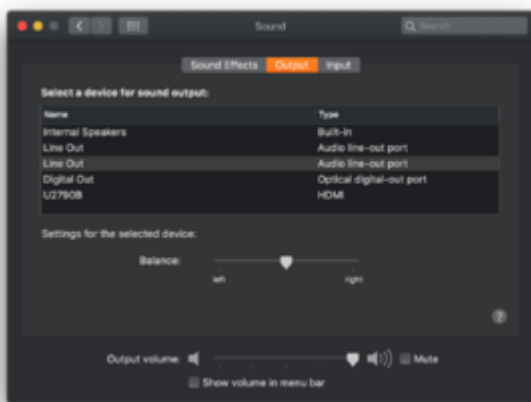 Sound
Search
Sound Effects Output Input
Select a device for sound output:
Name Type
Internal Speakers Built-in
Line Out Audio line-out port
Line Out Audio line-out port
Digital Out Optical digital-out port
U2790B HDMI
Settings for the selected device:
Balance:
left right
?
Output volume: Mute
Show volume in menu bar